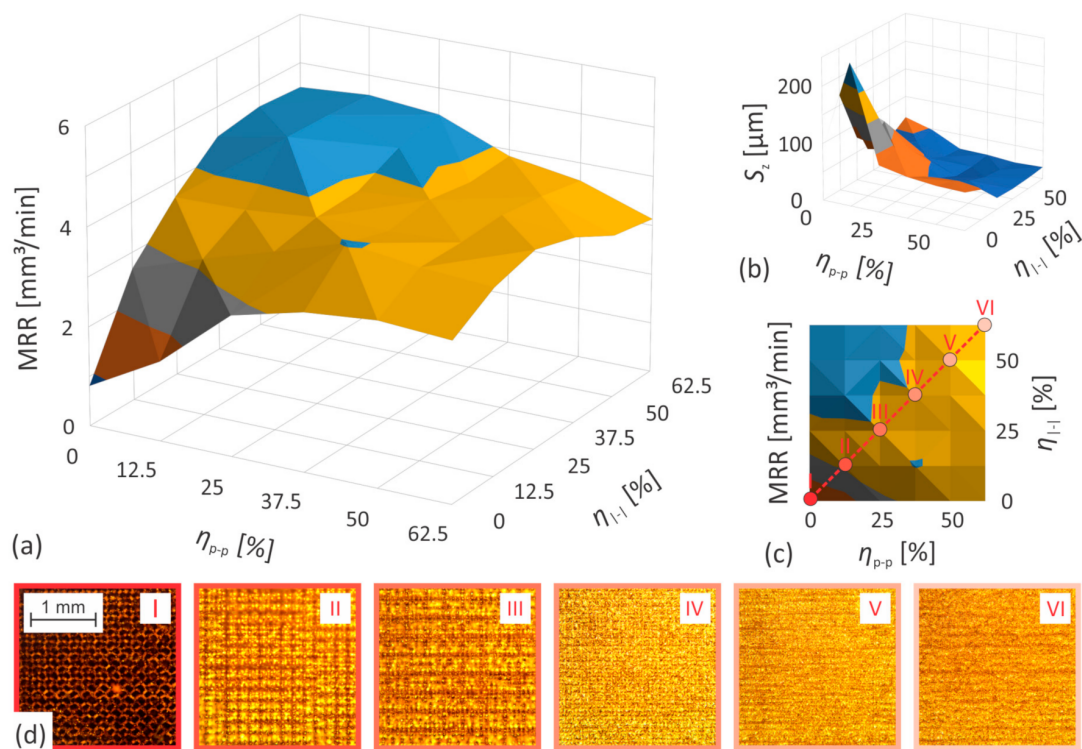 6
4
2
0
MRR [mm³/min]
0
12.5
25
37.5
50
62.5
η_p-p [%]
0
12.5
25
37.5
50
62.5
η_l-l [%]
(a)
200
100
0
S_z [µm]
0
25
50
η_p-p [%]
0
25
50
η_l-l [%]
(b)
MRR [mm³/min]
I
II
III
IV
V
VI
0
25
50
η_l-l [%]
0
25
50
η_p-p [%]
(c)
1 mm
I
II
III
IV
V
VI
(d)